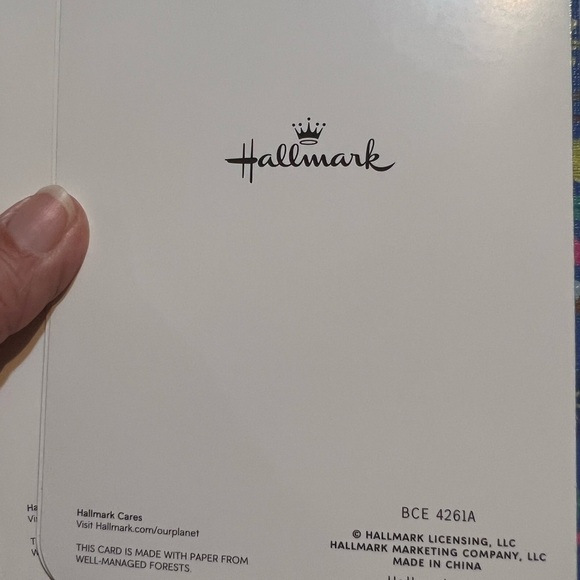 Hallmark
Hallmark Cares
Visit Hallmark.com/ourplanet
THIS CARD IS MADE WITH PAPER FROM
WELL-MANAGED FORESTS.
BCE 4261A
© HALLMARK LICENSING, LLC
HALLMARK MARKETING COMPANY, LLC
MADE IN CHINA